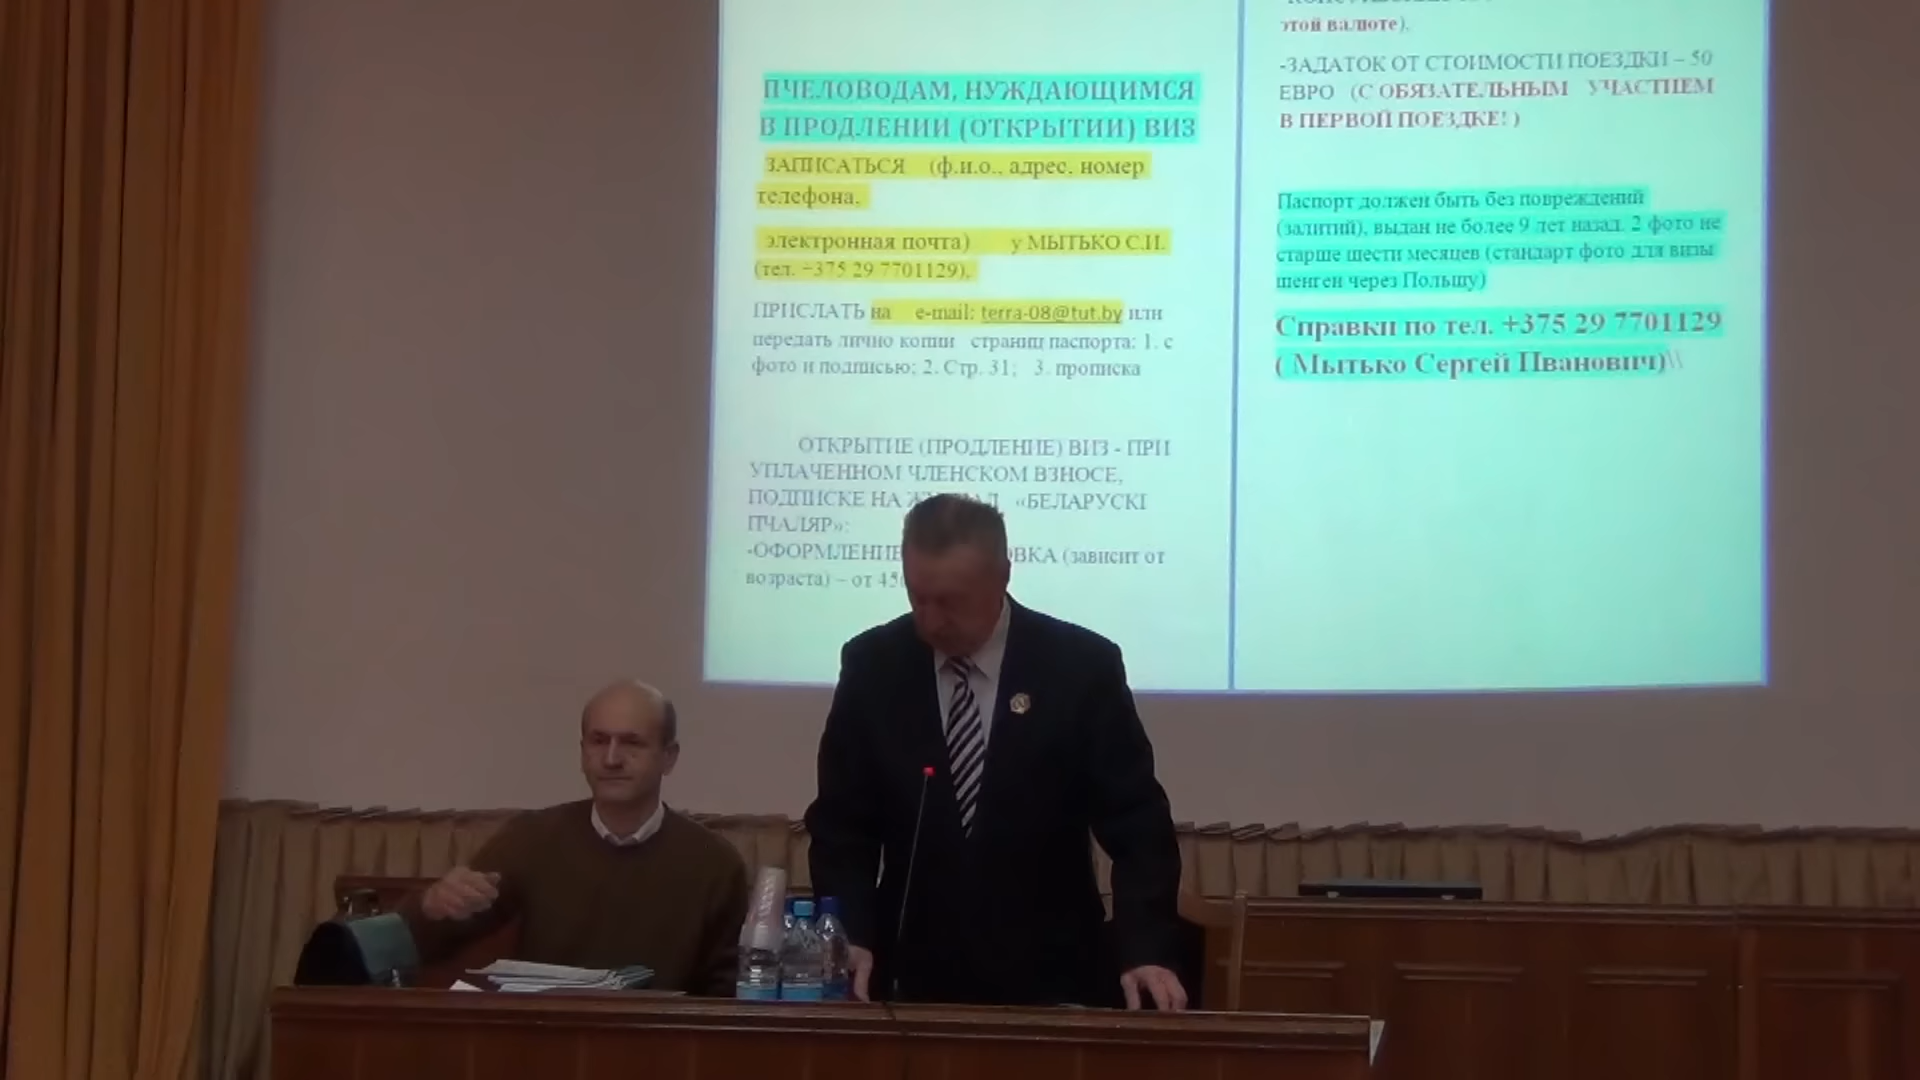 ПЧЕЛОВОДАМ, НУЖДАЮЩИМСЯ
В ПРОДЛЕНИИ (ОТКРЫТИИ) ВИЗ
ЗАПИСАТЬСЯ (ф.и.о., адрес, номер
телефона,
электронная почта) у МЫТЬКО С.И.
(тел. +375 29 7701129),
ПРИСЛАТЬ на e-mail: terra-08@tut.by или
передать лично копии страниц паспорта: 1. с
фото и подписью; 2. Стр. 31; 3. прописка
ОТКРЫТИЕ (ПРОДЛЕНИЕ) ВИЗ - ПРИ
УПЛАЧЕННОМ ЧЛЕНСКОМ ВЗНОСЕ,
ПОДПИСКЕ НА «БЕЛАРУСКІ
ПЧАЛЯР»:
-ОФОРМЛЕНИЕ (зависит от
возраста) – от
этой валюте).
-ЗАДАТОК ОТ СТОИМОСТИ ПОЕЗДКИ – 50
ЕВРО (С ОБЯЗАТЕЛЬНЫМ УЧАСТИЕМ
В ПЕРВОЙ ПОЕЗДКЕ! )
Паспорт должен быть без повреждений
(залитий), выдан не более 9 лет назад. 2 фото не
старше шести месяцев (стандарт фото для визы
шенген через Польшу)
Справки по тел. +375 29 7701129
( Мытько Сергей Иванович)\\